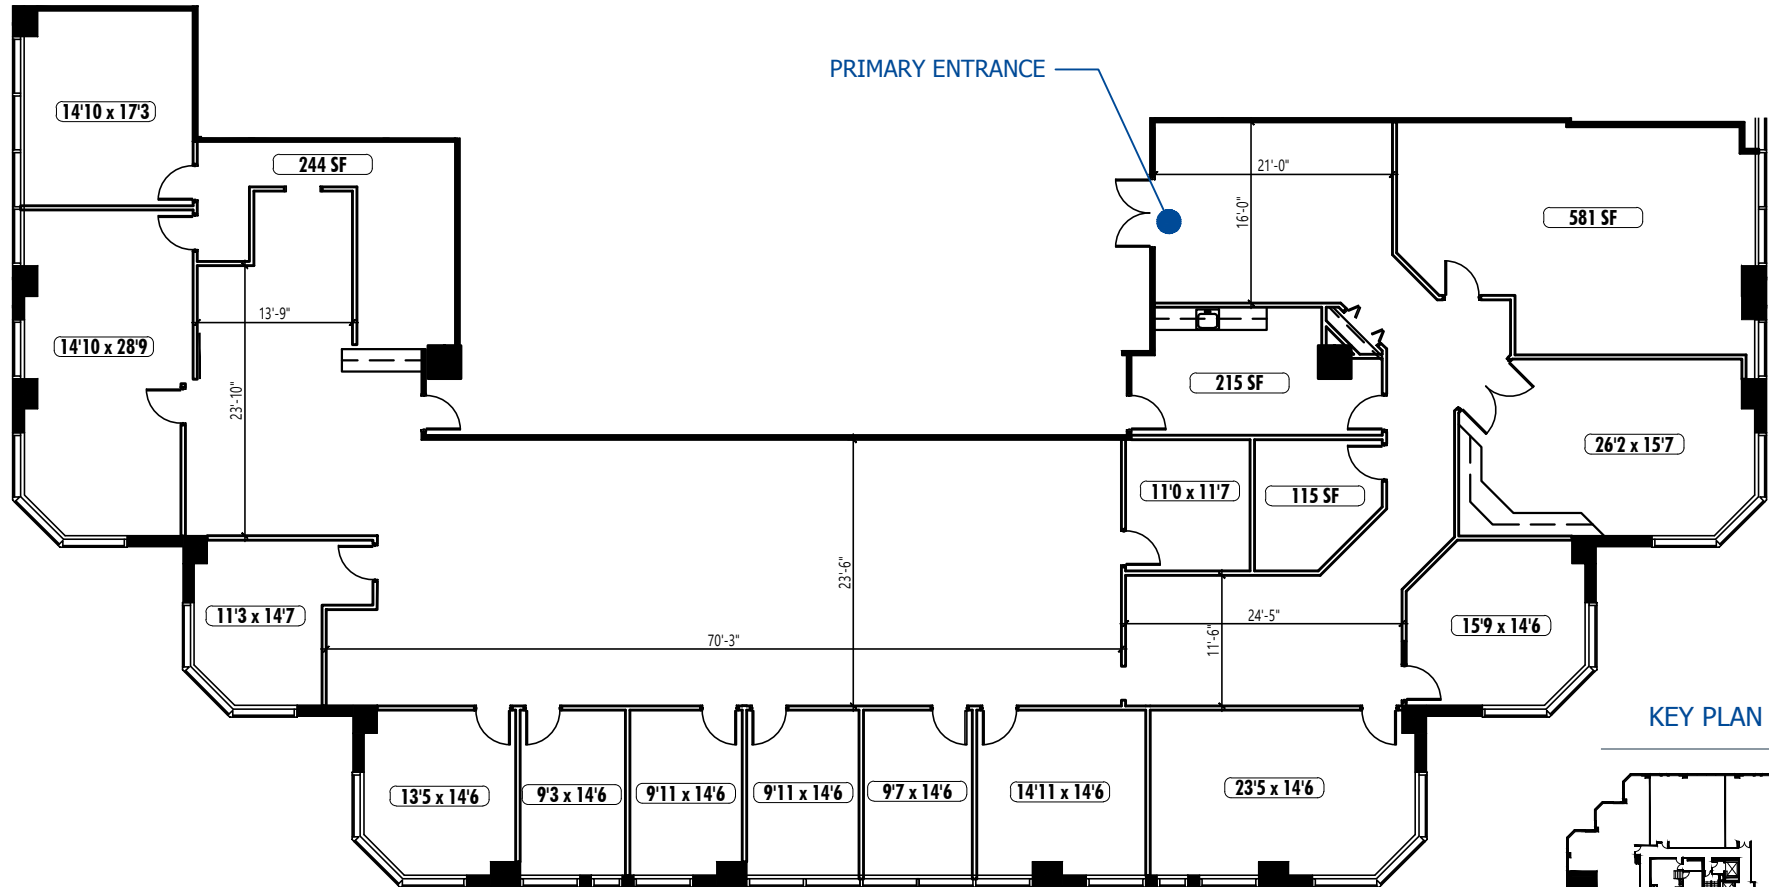 PRIMARY ENTRANCE
14'10 x 17'3
244 SF
21'-0"
16'-0"
581 SF
13'-9"
14'10 x 28'9
23'-10"
215 SF
26'2 x 15'7
11'0 x 11'7
115 SF
23'-6"
11'3 x 14'7
24'-5"
15'9 x 14'6
70'-3"
11'-6"
KEY PLAN
13'5 x 14'6
9'3 x 14'6
9'11 x 14'6
9'11 x 14'6
9'7 x 14'6
14'11 x 14'6
23'5 x 14'6